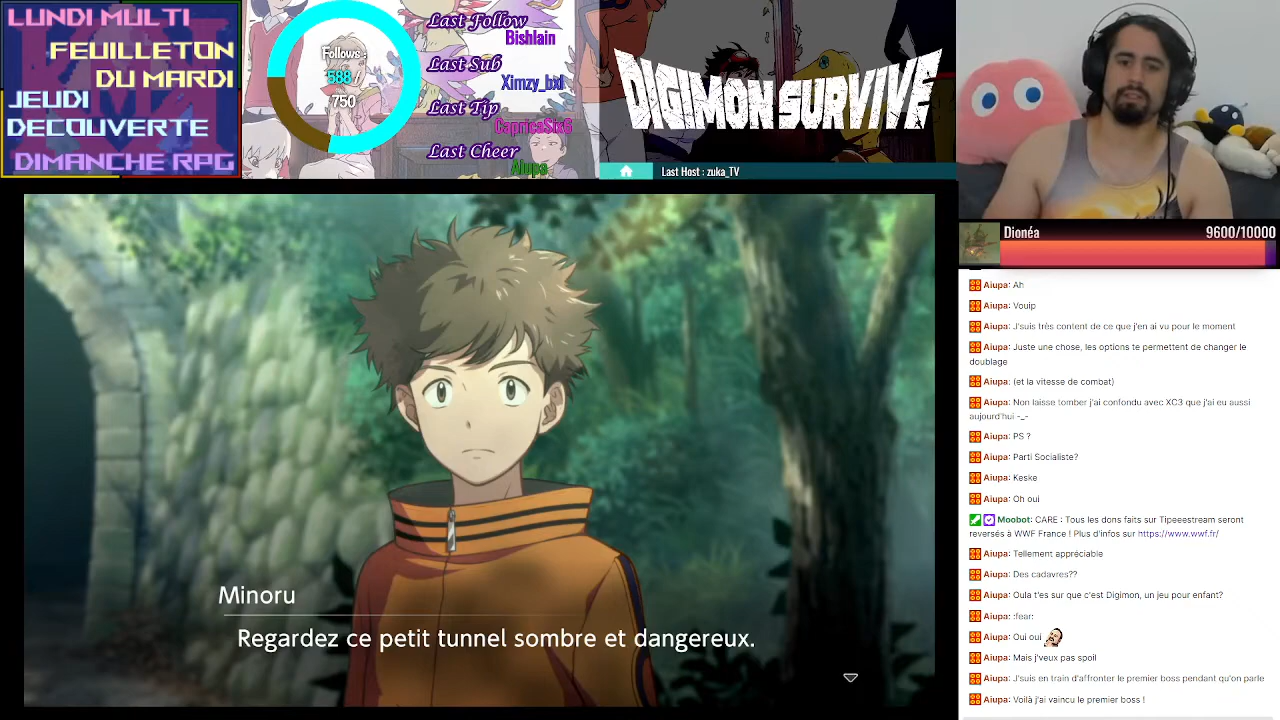 LUNDI MULTI
FEUILLETON
DU MARDI
JEUDI
DECOUVERTE
DIMANCHE RPG
Follows :
588 /
750
Last Follow
Bishlain
Last Sub
Ximzy_bxl
Last Tip
CapricaSix6
Last Cheer
Aiupa
DIGIMON SURVIVE
Last Host : zuka_TV
Dionéa
9600/10000
Aiupa: Ah
Aiupa: Vouip
Aiupa: J'suis très content de ce que j'en ai vu pour le moment
Aiupa: Juste une chose, les options te permettent de changer le
doublage
Aiupa: (et la vitesse de combat)
Aiupa: Non laisse tomber j'ai confondu avec XC3 que j'ai eu aussi
aujourd'hui -_-
Aiupa: PS ?
Aiupa: Parti Socialiste?
Aiupa: Keske
Aiupa: Oh oui
Moobot: CARE : Tous les dons faits sur Tipeeestream seront
reversés à WWF France ! Plus d'infos sur https://www.wwf.fr/
Aiupa: Tellement appréciable
Aiupa: Des cadavres??
Aiupa: Oula t'es sur que c'est Digimon, un jeu pour enfant?
Aiupa: :fear:
Aiupa: Oui oui
Aiupa: Mais j'veux pas spoil
Aiupa: J'suis en train d'affronter le premier boss pendant qu'on parle
Aiupa: Voilà j'ai vaincu le premier boss !
Minoru
Regardez ce petit tunnel sombre et dangereux.